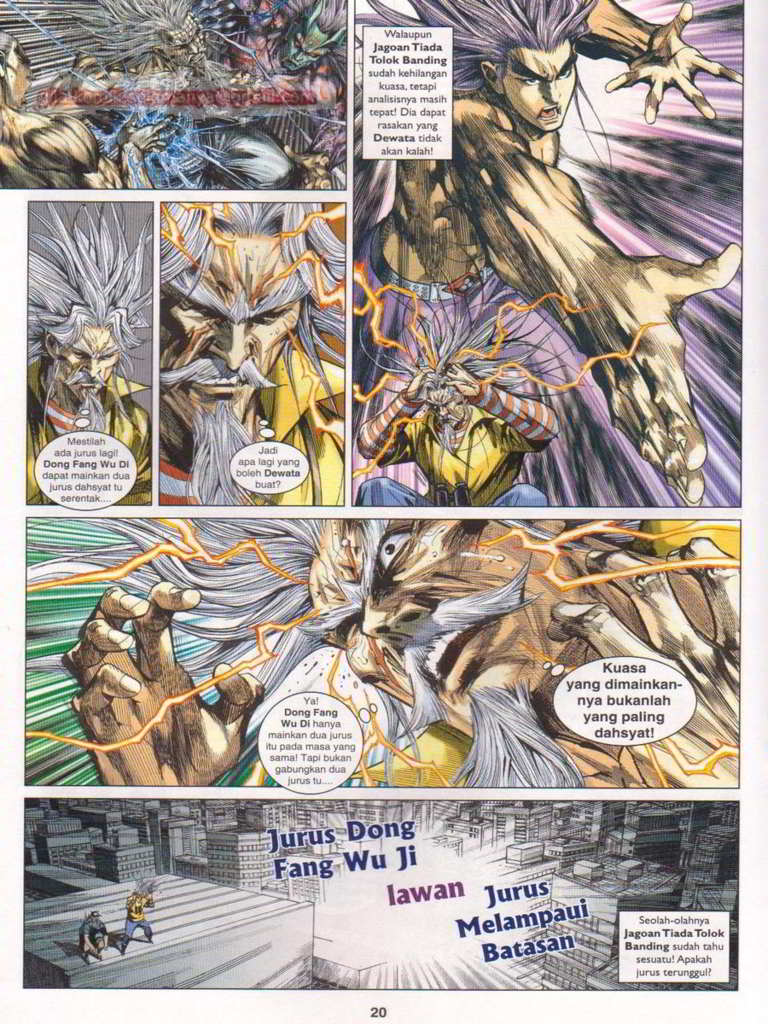 Walaupun
Jagoan Tiada
Tolok Banding
sudah kehilangan
kuasa, tetapi
analisisnya masih
tepat! Dia dapat
rasakan yang
Dewata tidak
akan kalah!
Mestilah
ada jurus lagi!
Dong Fang Wu Di
dapat mainkan dua
jurus dahsyat tu
serentak....
Jadi
apa lagi yang
boleh Dewata
buat?
Ya!
Dong Fang
Wu Di hanya
mainkan dua jurus
itu pada masa yang
sama! Tapi bukan
gabungkan dua
jurus tu....
Kuasa
yang dimainkan-
nya bukanlah
yang paling
dahsyat!
Jurus Dong
Fang Wu Ji
lawan
Jurus
Melampaui
Batasan
Seolah-olahnya
Jagoan Tiada Tolok
Banding sudah tahu
sesuatu! Apakah
jurus terunggul?
20